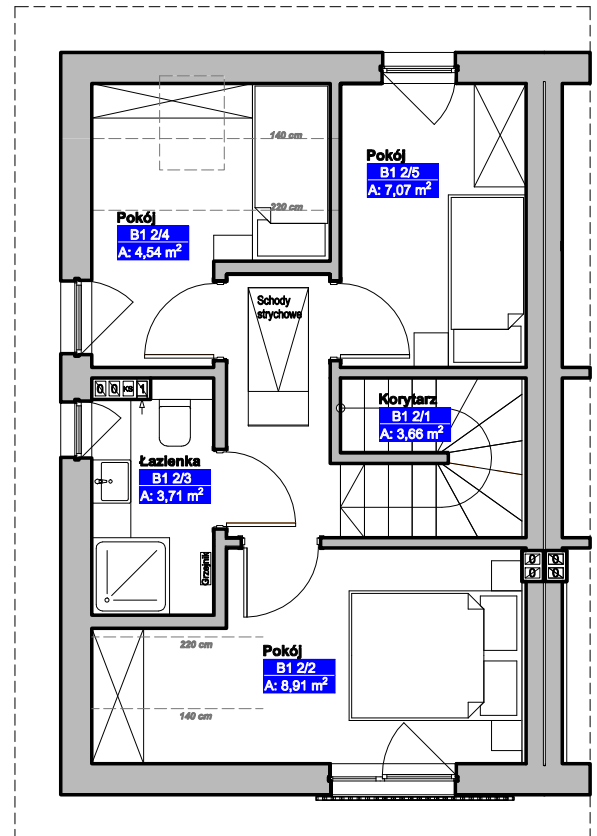 140 cm
Pokój
B1 2/5
A: 7,07 m²
220 cm
Pokój
B1 2/4
A: 4,54 m²
Schody
strychowe
KS
1
Korytarz
B1 2/1
A: 3,66 m²
Łazienka
B1 2/3
A: 3,71 m²
Grzejnik
220 cm
Pokój
B1 2/2
A: 8,91 m²
140 cm